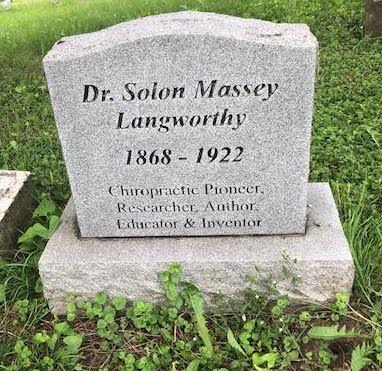 Dr. Solon Massey
Langworthy
1868 - 1922
Chiropractic Pioneer,
Researcher, Author,
Educator & Inventor